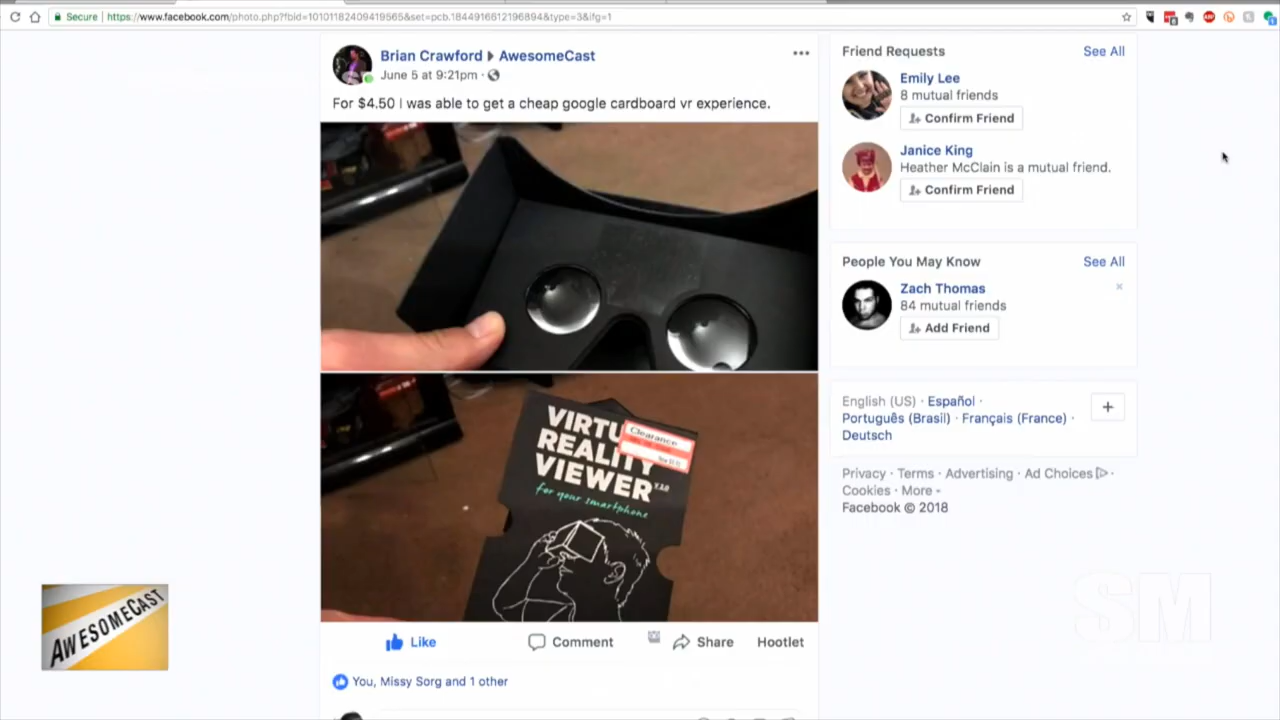 Secure https://www.facebook.com/photo.php?fbid=10101182409419565&set=pcb.1844916612196894&type=3&ifg=1
Brian Crawford ▸ AwesomeCast
June 5 at 9:21pm ·
For $4.50 I was able to get a cheap google cardboard vr experience.
Clearance
VIRTU
REALITY
VIEWER
for your smartphone
Like
Comment
Share
Hootlet
You, Missy Sorg and 1 other
Friend Requests
See All
Emily Lee
8 mutual friends
Confirm Friend
Janice King
Heather McClain is a mutual friend.
Confirm Friend
People You May Know
See All
Zach Thomas
84 mutual friends
Add Friend
English (US) · Español ·
Português (Brasil) · Français (France) ·
Deutsch
Privacy · Terms · Advertising · Ad Choices ·
Cookies · More
Facebook © 2018
AWESOMECAST
SM